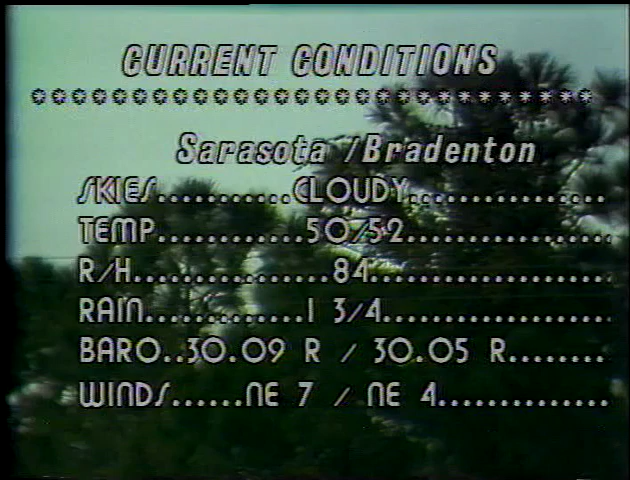 CURRENT CONDITIONS
****************************
Sarasota /Bradenton
SKIES...........CLOUDY................
TEMP............50/52.................
R/H................84.....................
RAIN.............1 3/4...................
BARO..30.09 R / 30.05 R........
WINDS......NE 7 / NE 4..............